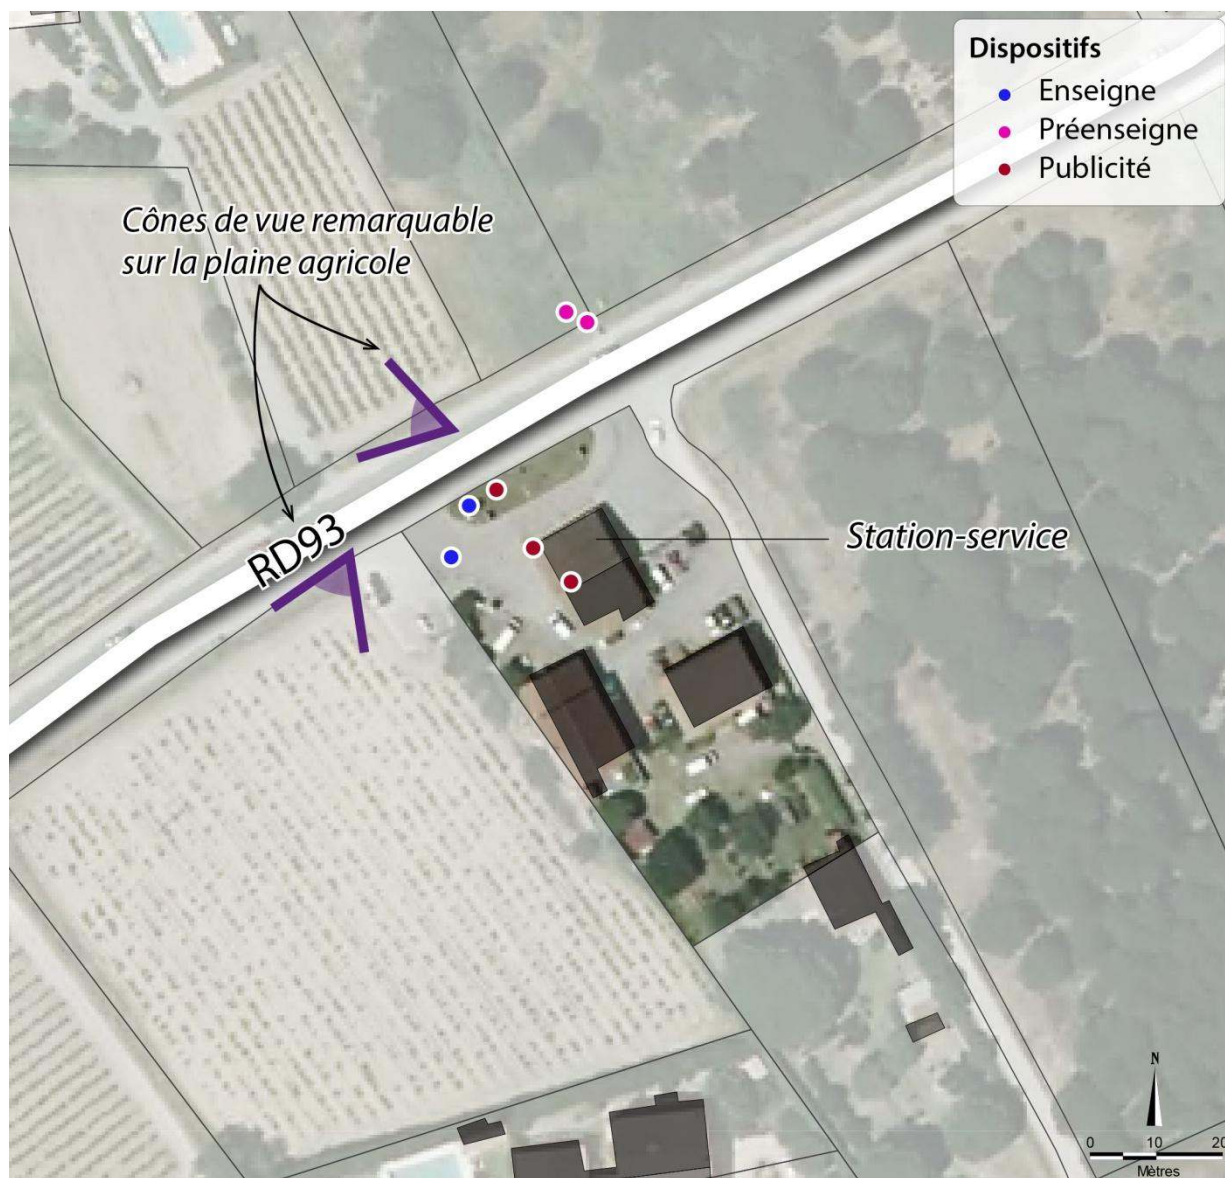 Dispositifs
Enseigne
Préenseigne
Publicité
Cônes de vue remarquable
sur la plaine agricole
RD93
Station-service
N
0 10 20
Mètres